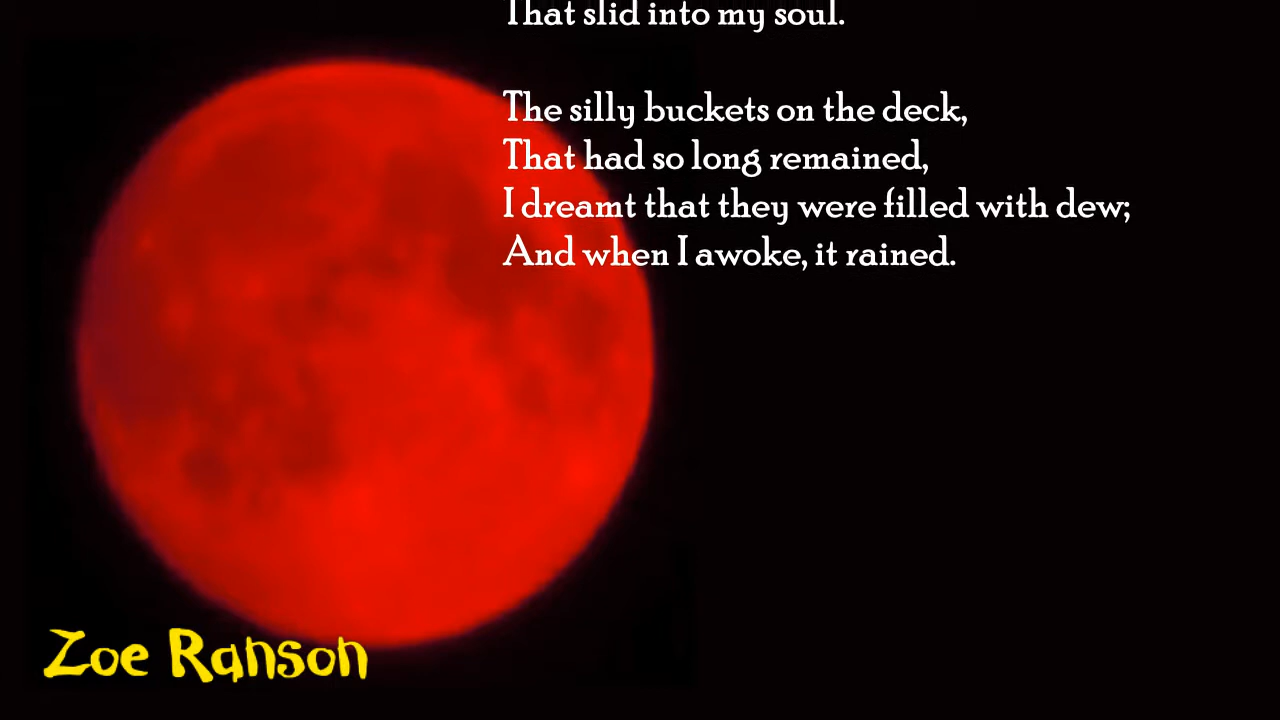 That slid into my soul.
The silly buckets on the deck,
That had so long remained,
I dreamt that they were filled with dew;
And when I awoke, it rained.
Zoe Ranson